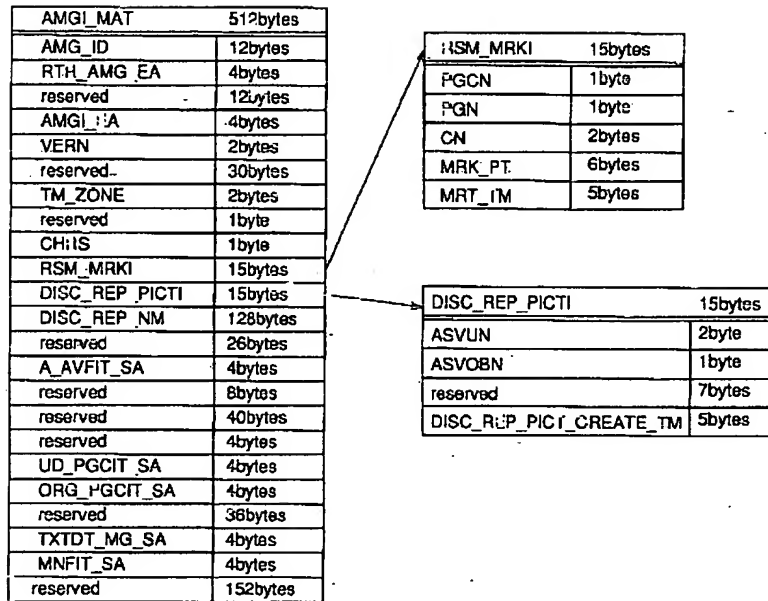 AMGI_MAT 512bytes
AMG_ID 12bytes
RTH_AMG_EA 4bytes
reserved 12bytes
4bytes
VERN 2bytes
reserved 30bytes
TM_ZONE 2bytes
reserved 1byte
1byte
RSM_MRKI 15bytes
DISC_REP_PICTI 15bytes
DISC_REP_NM 128bytes
reserved 26bytes
A_AVFIT_SA 4bytes
reserved 8bytes
reserved 40bytes
reserved 4bytes
UD_PGCIT_SA 4bytes
ORG_PGCIT_SA 4bytes
reserved 36bytes
TXTDT_MG_SA 4bytes
MNFIT_SA 4bytes
reserved 152bytes
RSM_MRKI 15bytes
PGCN 1byte
PGN 1byte
CN 2bytes
MRK_PT 6bytes
MRT_TM 5bytes
DISC_REP_PICTI 15bytes
ASVUN 2byte
ASVOBN 1byte
reserved 7bytes
DISC_REP_PICT_CREATE_TM 5bytes